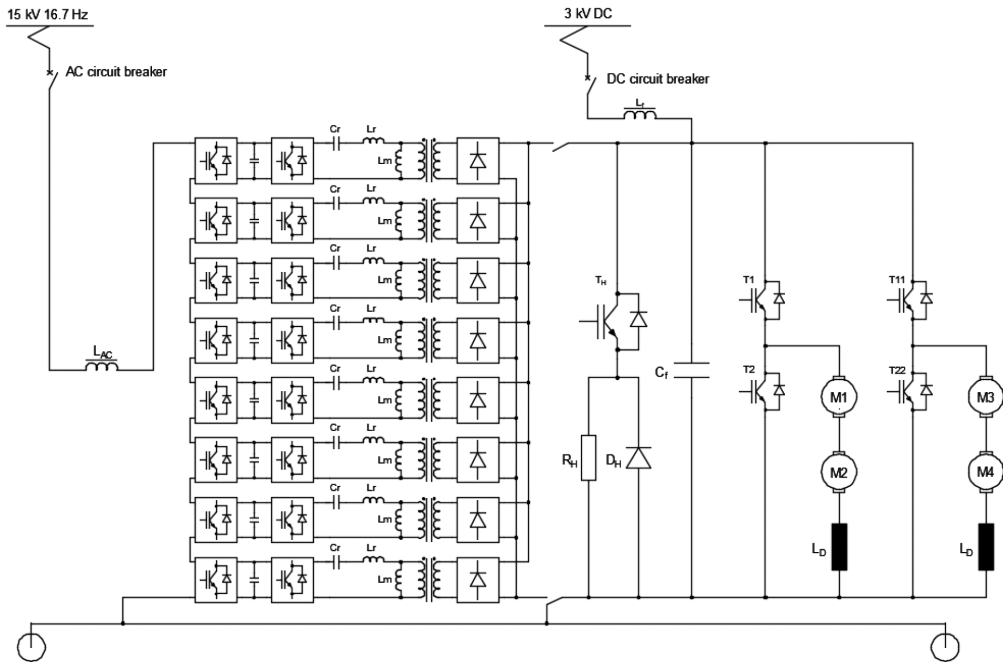 15 kV 16.7 Hz
3 kV DC
AC circuit breaker
DC circuit breaker
Lf
Cr Lr
Lm
Cr Lr
Lm
Cr Lr
Lm
TH
T1
T11
Cr Lr
Lm
LAC
Cf
Cr Lr
Lm
T2
T22
M1
M3
Cr Lr
Lm
RH
DH
M2
M4
Cr Lr
Lm
LD
LD
Cr Lr
Lm